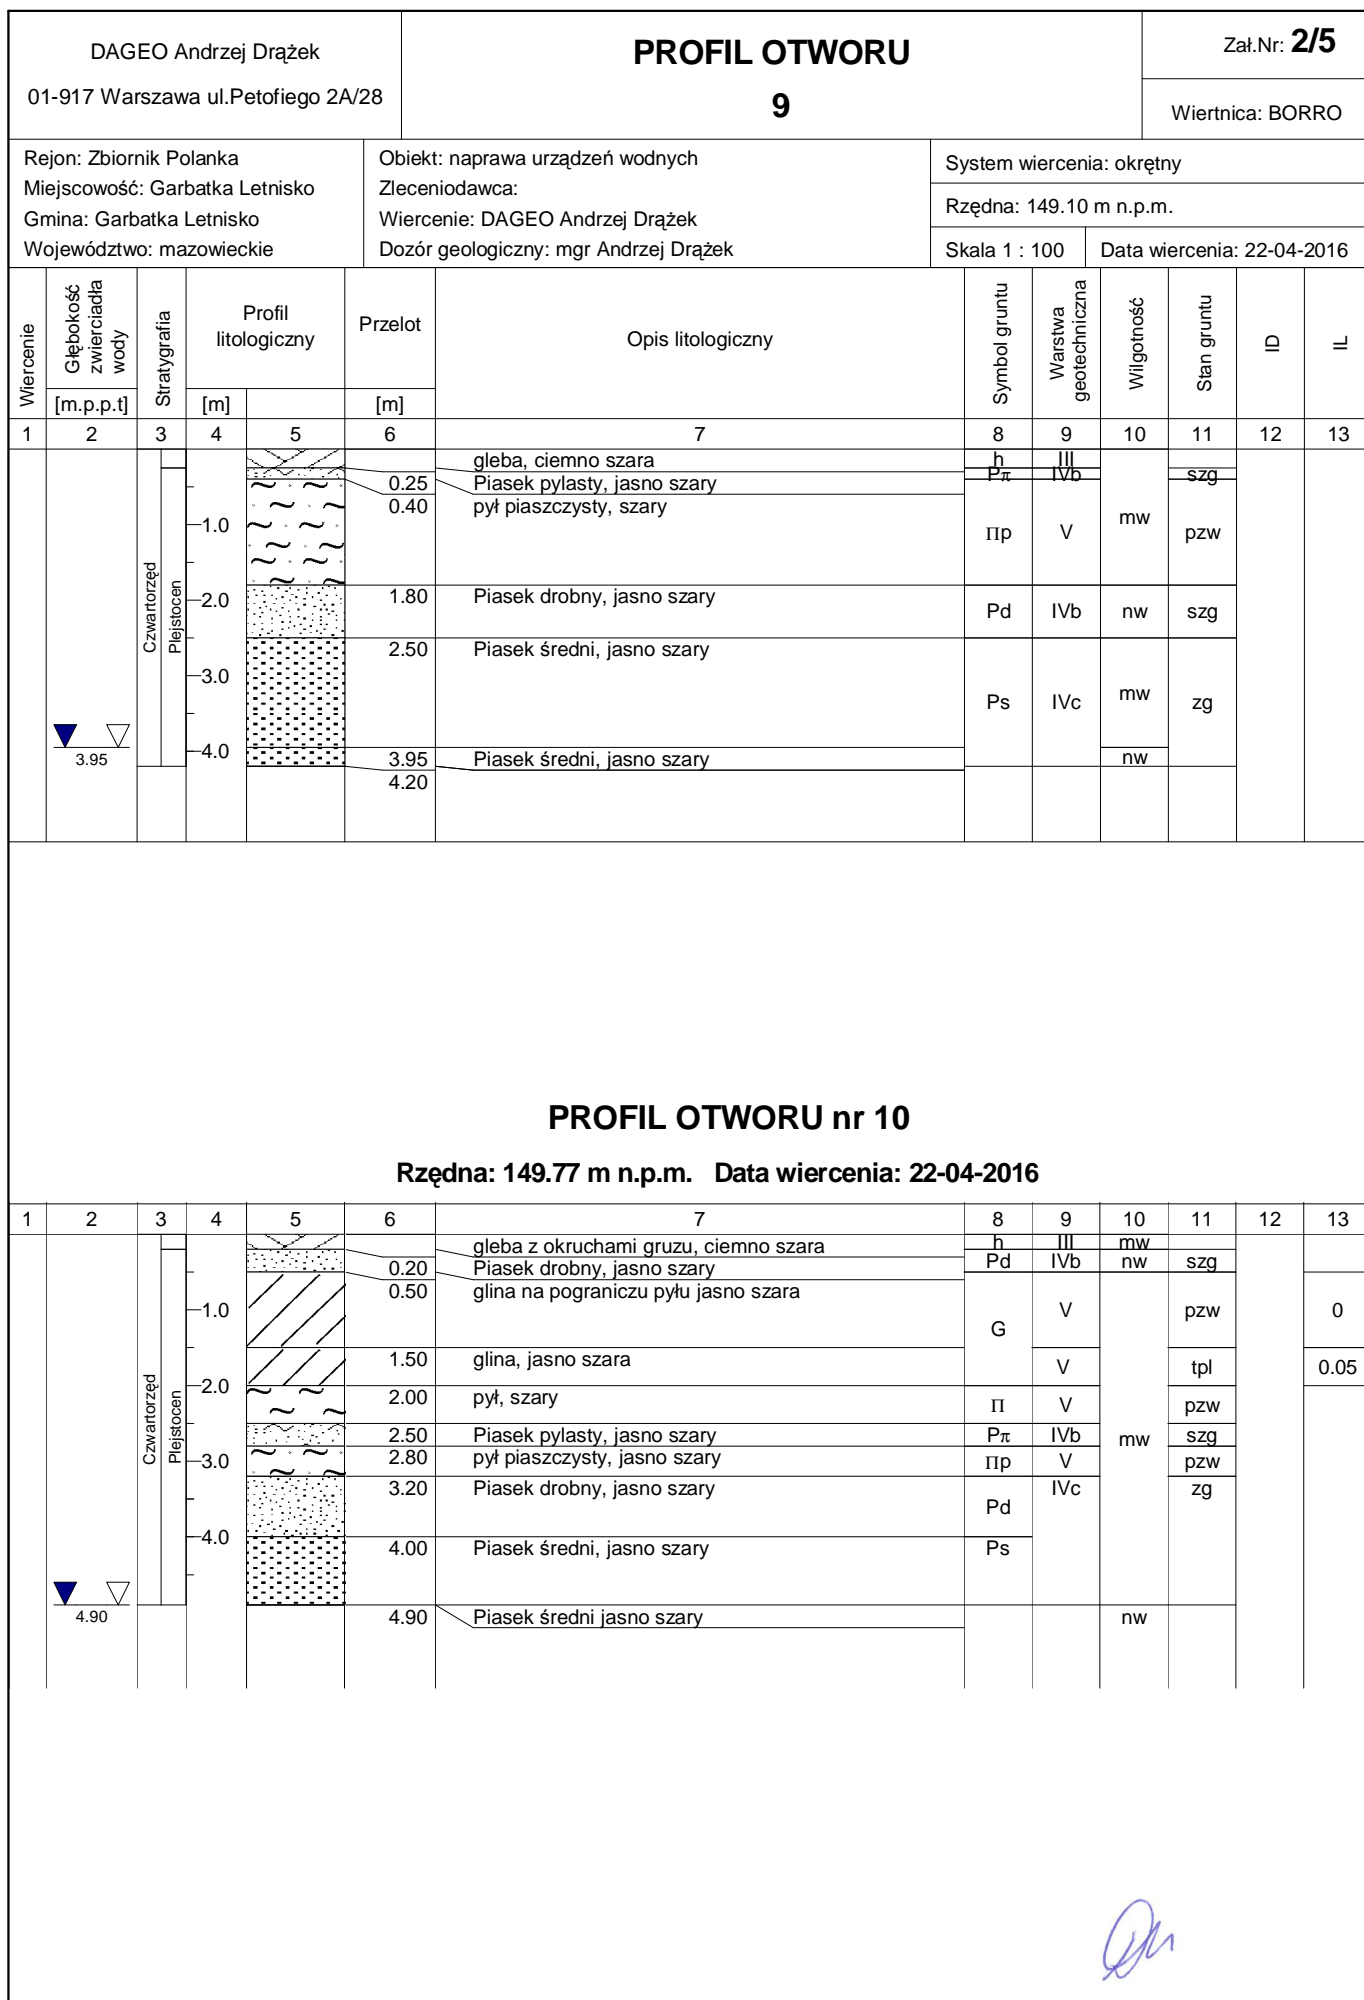 DAGEO Andrzej Drążek
01-917 Warszawa ul.Petofiego 2A/28
PROFIL OTWORU
9
Zał.Nr: 2/5
Wiertnica: BORRO
Rejon: Zbiornik Polanka
Miejscowość: Garbatka Letnisko
Gmina: Garbatka Letnisko
Województwo: mazowieckie
Obiekt: naprawa urządzeń wodnych
Zleceniodawca:
Wiercenie: DAGEO Andrzej Drążek
Dozór geologiczny: mgr Andrzej Drążek
System wiercenia: okrętny
Rzędna: 149.10 m n.p.m.
Skala 1 : 100 Data wiercenia: 22-04-2016
Wiercenie
Głębokość zwierciadła wody
[m.p.p.t]
Stratygrafia
Profil litologiczny
[m]
Przelot
[m]
Opis litologiczny
Symbol gruntu
Warstwa geotechniczna
Wilgotność
Stan gruntu
ID
IL
1 2 3 4 5 6 7 8 9 10 11 12 13
gleba, ciemno szara h III
0.25 Piasek pylasty, jasno szary Pπ IVb szg
0.40 pył piaszczysty, szary
1.0 Πp V mw pzw
1.80 Piasek drobny, jasno szary
2.0 Pd IVb nw szg
Czwartorzęd
Plejstocen
2.50 Piasek średni, jasno szary
3.0 Ps IVc mw zg
3.95
4.0
3.95 Piasek średni, jasno szary nw
4.20
PROFIL OTWORU nr 10
Rzędna: 149.77 m n.p.m. Data wiercenia: 22-04-2016
1 2 3 4 5 6 7 8 9 10 11 12 13
gleba z okruchami gruzu, ciemno szara h III mw
0.20 Piasek drobny, jasno szary Pd IVb nw szg
0.50 glina na pograniczu pyłu jasno szara
1.0 G V pzw 0
1.50 glina, jasno szara V tpl 0.05
2.0
2.00 pył, szary Π V pzw
Czwartorzęd
Plejstocen
2.50 Piasek pylasty, jasno szary Pπ IVb szg
mw
2.80 pył piaszczysty, jasno szary Πp V pzw
3.0
3.20 Piasek drobny, jasno szary Pd IVc zg
4.0
4.00 Piasek średni, jasno szary Ps
4.90
4.90 Piasek średni jasno szary nw